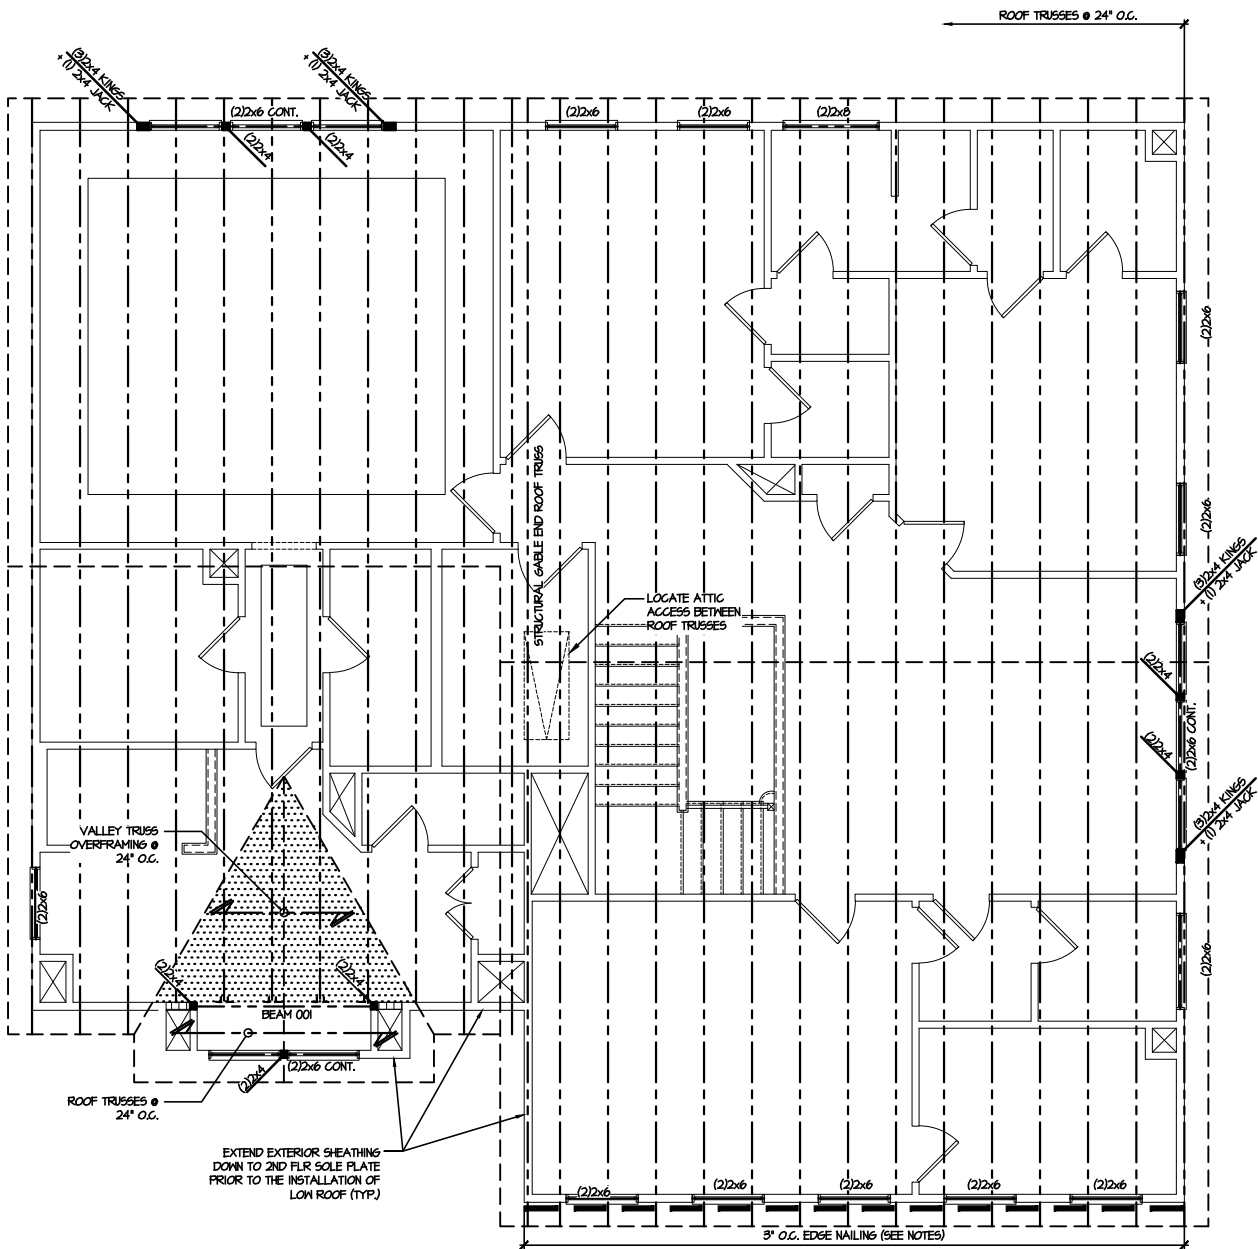 ROOF TRUSSES @ 24" O.C.
(3)2x4 KINGS
+ (1) 2x4 JACK
(3)2x4 KINGS
+ (1) 2x4 JACK
(2)2x6 CONT.
(2)2x4
(2)2x4
(2)2x6
(2)2x6
(2)2x8
(2)2x6
(2)2x6
STRUCTURAL GABLE END ROOF TRUSS
(3)2x4 KINGS
+ (1) 2x4 JACK
LOCATE ATTIC
ACCESS BETWEEN
ROOF TRUSSES
(2)2x4
(2)2x6 CONT.
(2)2x4
(3)2x4 KINGS
+ (1) 2x4 JACK
VALLEY TRUSS
OVERFRAMING @
24" O.C.
(2)2x6
(2)2x6
(2)2x4
(2)2x4
BEAM 001
(2)2x4
(2)2x6 CONT.
ROOF TRUSSES @
24" O.C.
EXTEND EXTERIOR SHEATHING
DOWN TO 2ND FLR SOLE PLATE
PRIOR TO THE INSTALLATION OF
LOW ROOF (TYP.)
(2)2x6
(2)2x6
(2)2x6
(2)2x6
(2)2x6
3" O.C. EDGE NAILING (SEE NOTES)